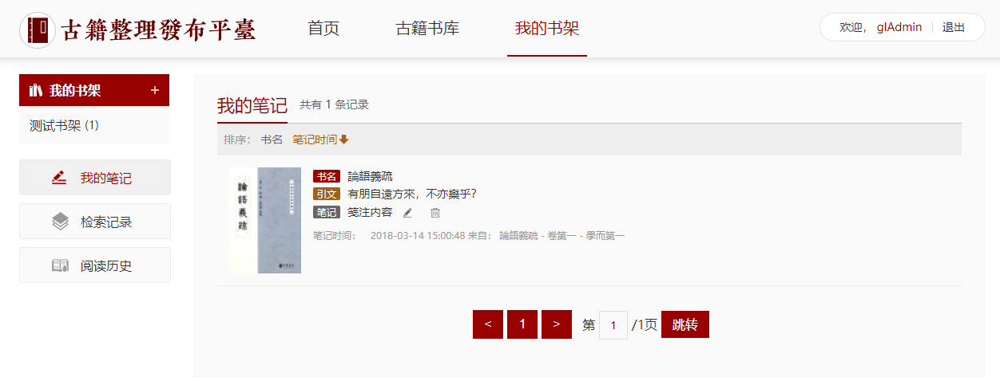 古籍整理發布平臺
首页 古籍书库 我的书架
欢迎， glAdmin 退出
我的书架 +
测试书架 (1)
我的笔记
检索记录
阅读历史
我的笔记 共有 1 条记录
排序： 书名 笔记时间
論語義疏
书名 論語義疏
引文 有朋自遠方來，不亦樂乎？
笔记 笺注内容
笔记时间： 2018-03-14 15:00:48 来自： 論語義疏 - 卷第一 - 學而第一
< 1 > 第 1 /1页 跳转